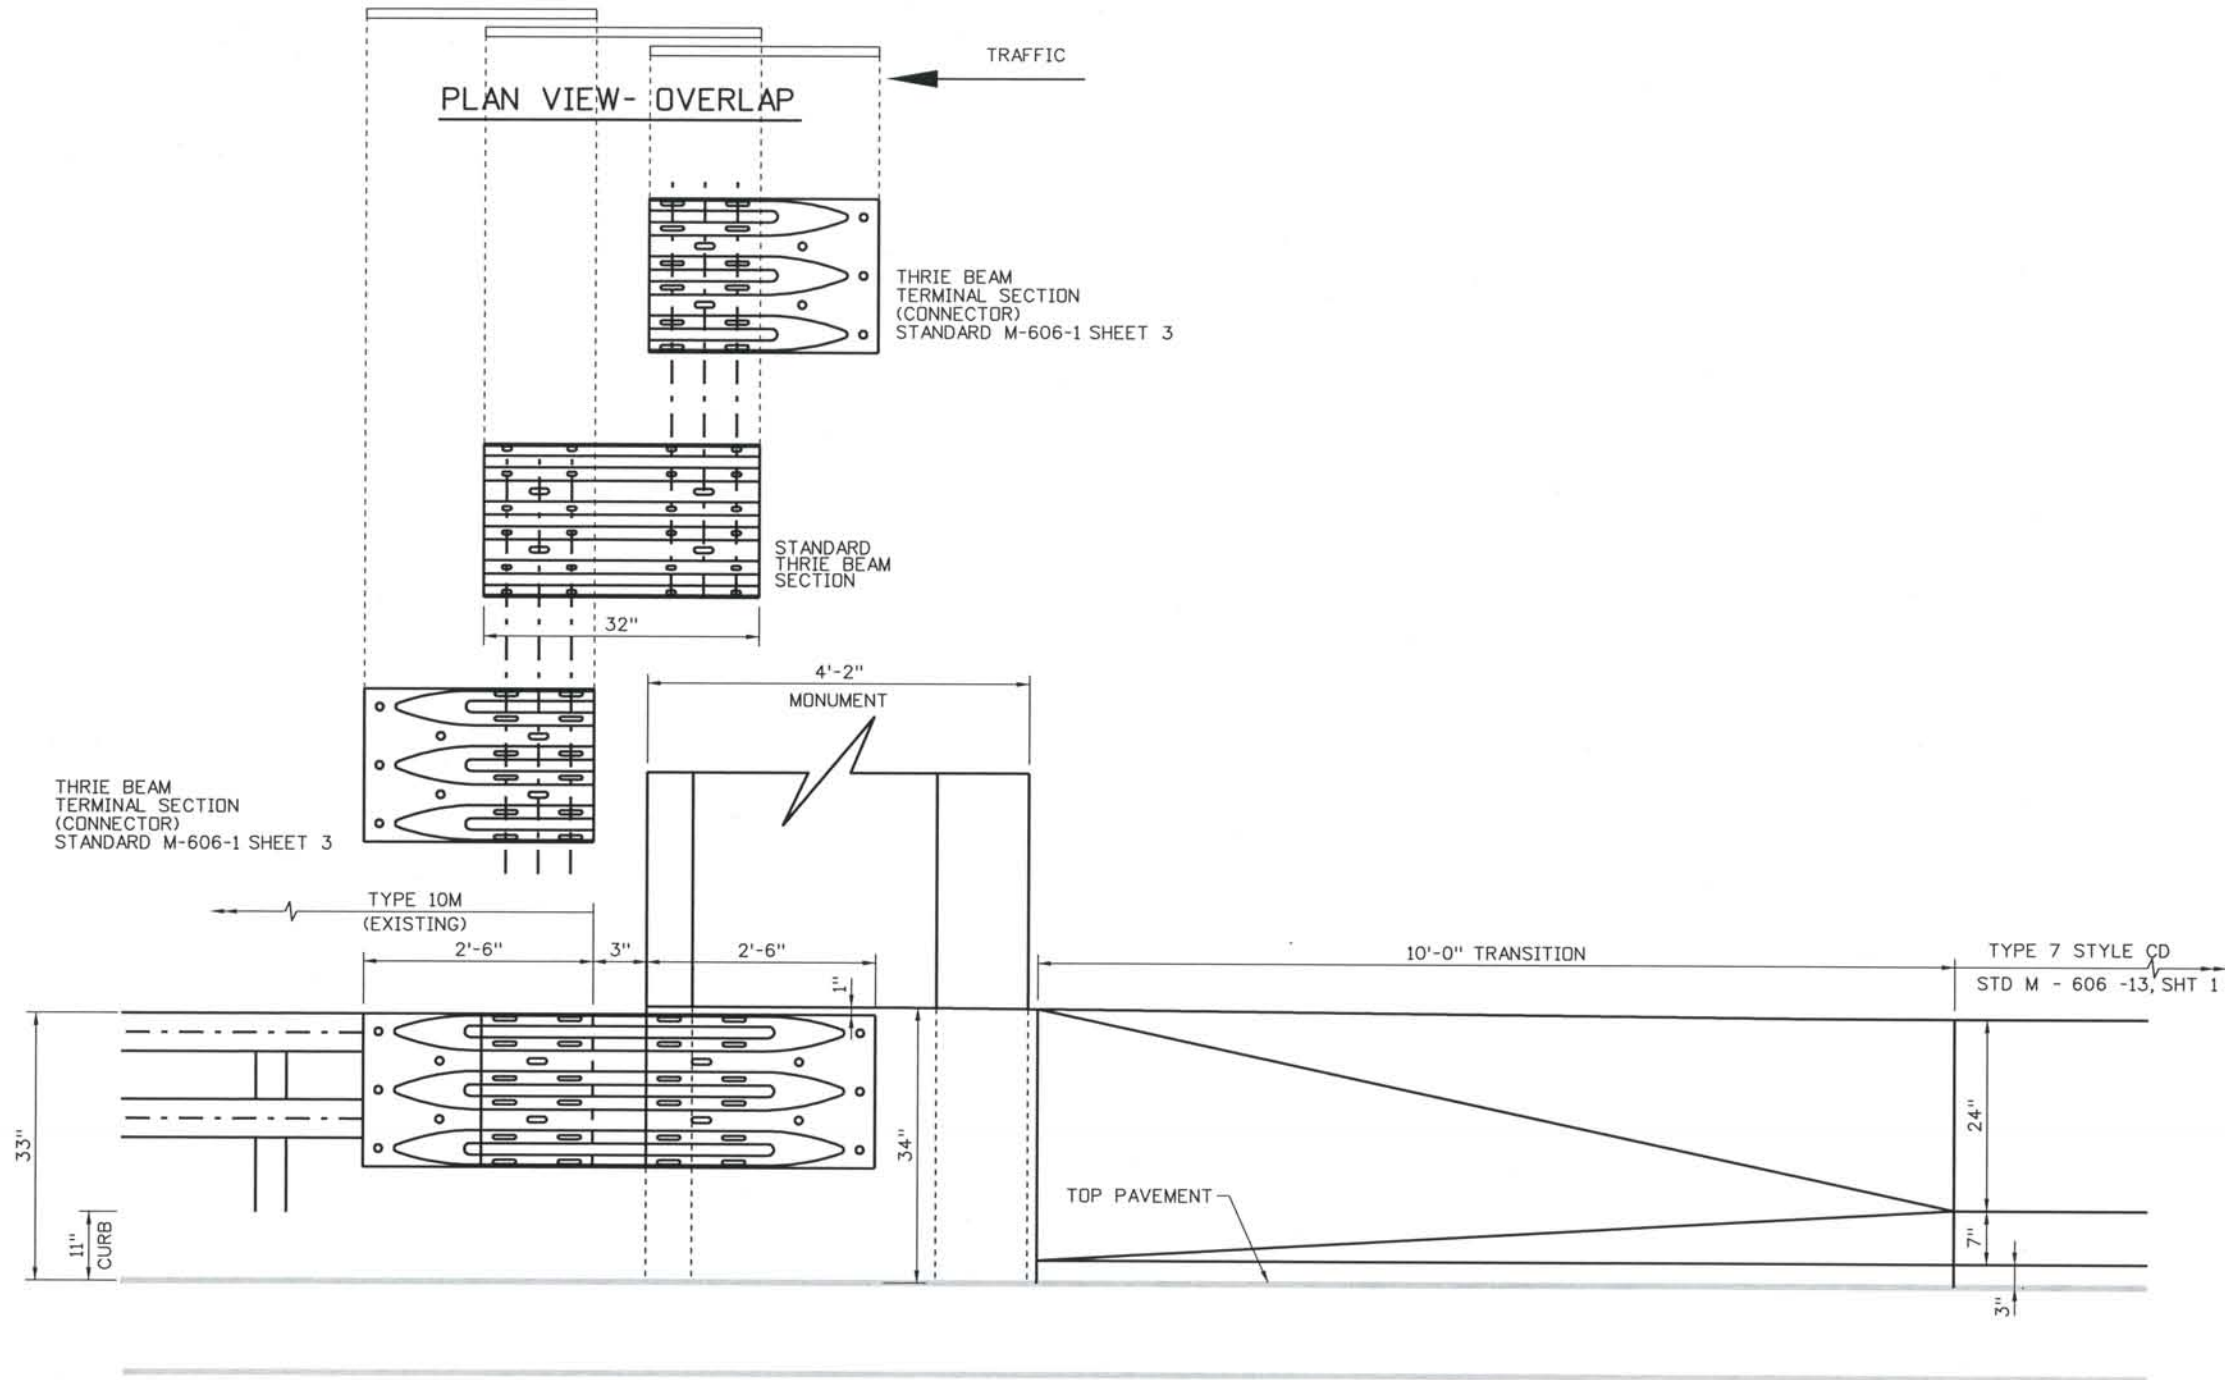 TRAFFIC
PLAN VIEW- OVERLAP
THRIE BEAM
TERMINAL SECTION
(CONNECTOR)
STANDARD M-606-1 SHEET 3
STANDARD
THRIE BEAM
SECTION
32"
4'-2"
MONUMENT
THRIE BEAM
TERMINAL SECTION
(CONNECTOR)
STANDARD M-606-1 SHEET 3
TYPE 10M
(EXISTING)
2'-6"
3"
2'-6"
1"
10'-0" TRANSITION
TYPE 7 STYLE CD
STD M - 606 -13, SHT 1
33"
11"
CURB
34"
TOP PAVEMENT
24"
7"
3"